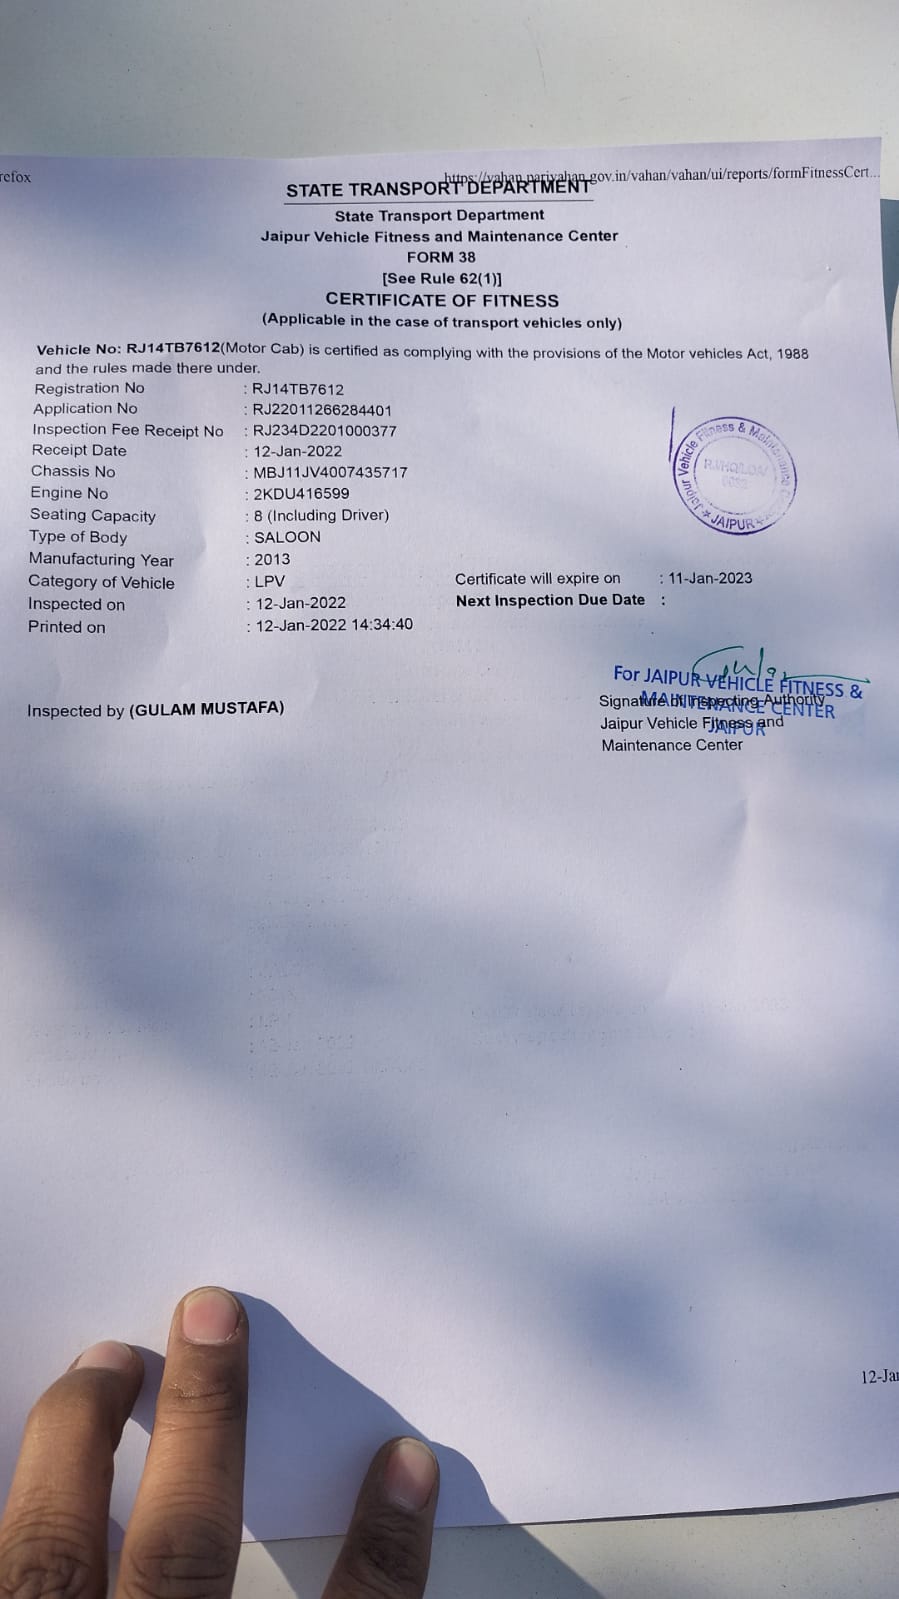 refox
https://vahan.parivahan.gov.in/vahan/vahan/ui/reports/formFitnessCert...
STATE TRANSPORT DEPARTMENT
State Transport Department
Jaipur Vehicle Fitness and Maintenance Center
FORM 38
[See Rule 62(1)]
CERTIFICATE OF FITNESS
(Applicable in the case of transport vehicles only)
Vehicle No: RJ14TB7612(Motor Cab) is certified as complying with the provisions of the Motor vehicles Act, 1988
and the rules made there under.
Registration No : RJ14TB7612
Application No : RJ22011266284401
Inspection Fee Receipt No : RJ234D2201000377
Receipt Date : 12-Jan-2022
Chassis No : MBJ11JV4007435717
Engine No : 2KDU416599
Seating Capacity : 8 (Including Driver)
Type of Body : SALOON
Manufacturing Year : 2013
Category of Vehicle : LPV Certificate will expire on : 11-Jan-2023
Inspected on : 12-Jan-2022 Next Inspection Due Date :
Printed on : 12-Jan-2022 14:34:40
Jaipur Vehicle Fitness & Maintenance
JAIPUR
For JAIPUR VEHICLE FITNESS &
MAINTENANCE CENTER
JAIPUR
Inspected by (GULAM MUSTAFA)
Signature of Inspecting Authority
Jaipur Vehicle Fitness and
Maintenance Center
12-Jan